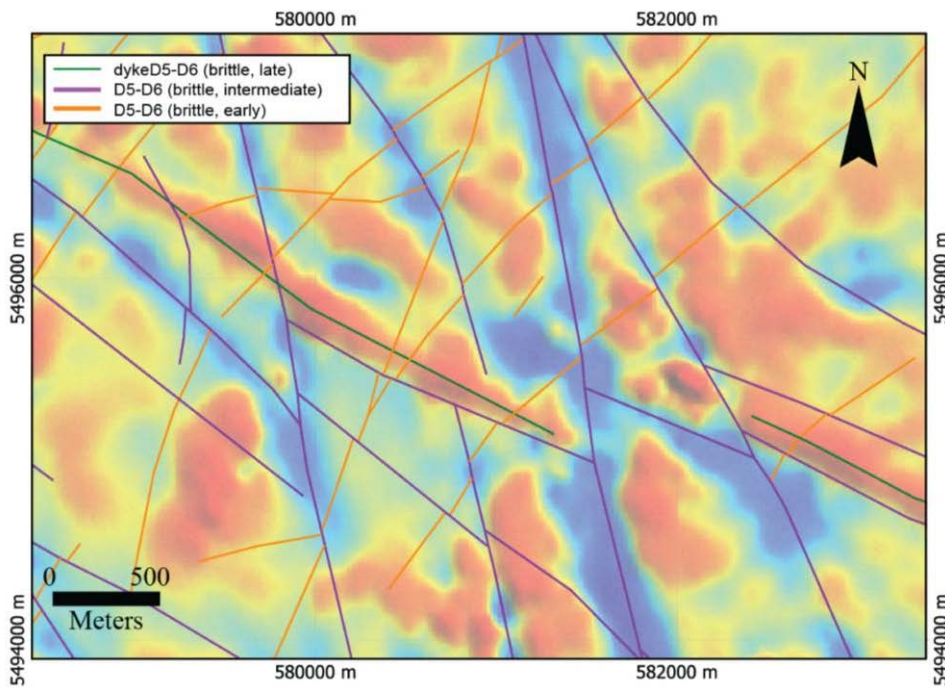 580000 m
582000 m
dykeD5-D6 (brittle, late)
D5-D6 (brittle, intermediate)
D5-D6 (brittle, early)
N
5496000 m
5496000 m
0 500
Meters
5494000 m
5494000 m
580000 m
582000 m